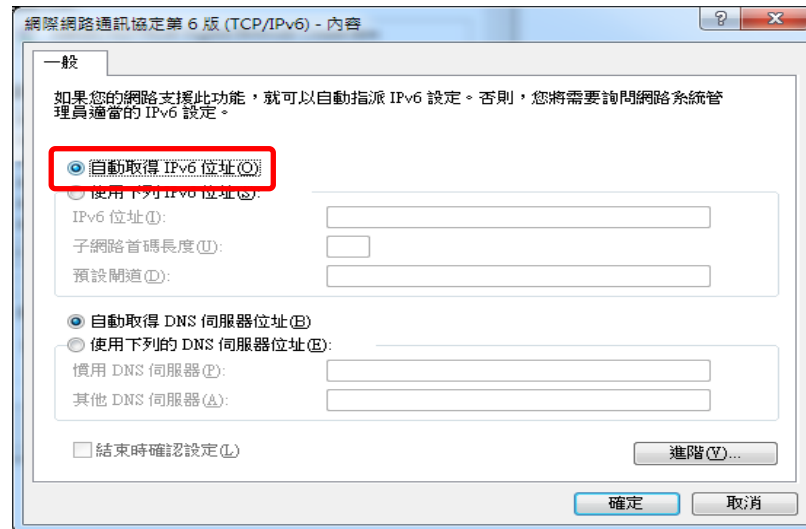 網際網路通訊協定第 6 版 (TCP/IPv6) - 內容
一般
如果您的網路支援此功能，就可以自動指派 IPv6 設定。否則，您將需要詢問網路系統管
理員適當的 IPv6 設定。
自動取得 IPv6 位址(O)
使用下列 IPv6 位址(S):
IPv6 位址(I):
子網路首碼長度(U):
預設閘道(D):
自動取得 DNS 伺服器位址(B)
使用下列的 DNS 伺服器位址(E):
慣用 DNS 伺服器(P):
其他 DNS 伺服器(A):
結束時確認設定(L)
進階(V)...
確定
取消